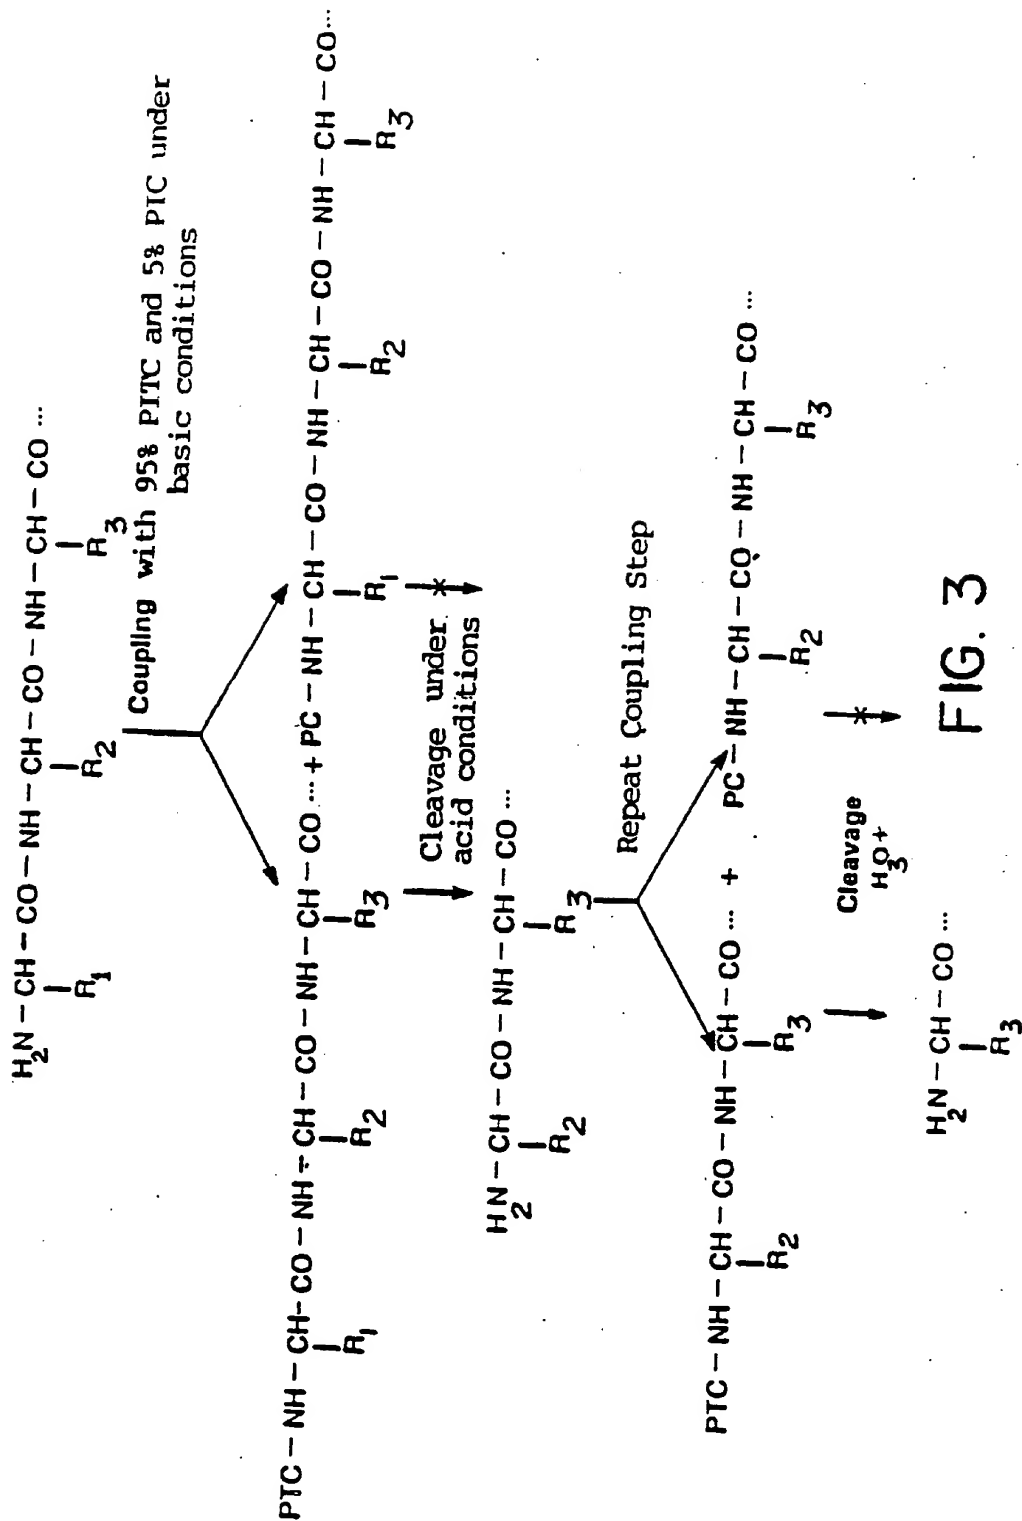 H2N – CH – CO – NH – CH – CO – NH – CH – CO ...
R1 R2 R3
Coupling with 95% PITC and 5% PIC under
basic conditions
PTC – NH – CH – CO – NH – CH – CO – NH – CH – CO ... + PC – NH – CH – CO – NH – CH – CO – NH – CH – CO ...
R1 R2 R3 R1 R2 R3
Cleavage under
acid conditions
H2N – CH – CO – NH – CH – CO ...
R2 R3
Repeat Coupling Step
PTC – NH – CH – CO – NH – CH – CO ... + PC – NH – CH – CO – NH – CH – CO ...
R2 R3 R2 R3
Cleavage
H3O+
H2N – CH – CO ...
R3
FIG. 3